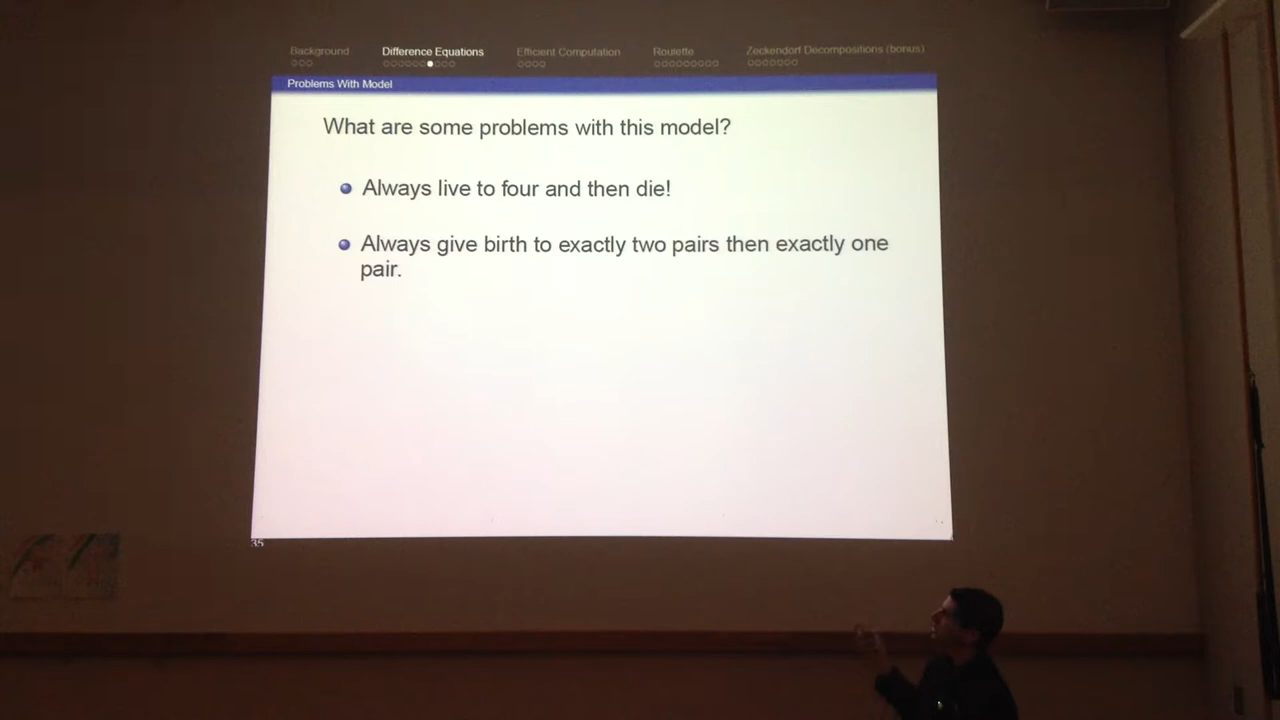 Background Difference Equations Efficient Computation Roulette Zeckendorf Decompositions (bonus)
Problems With Model
What are some problems with this model?
Always live to four and then die!
Always give birth to exactly two pairs then exactly one
pair.
35